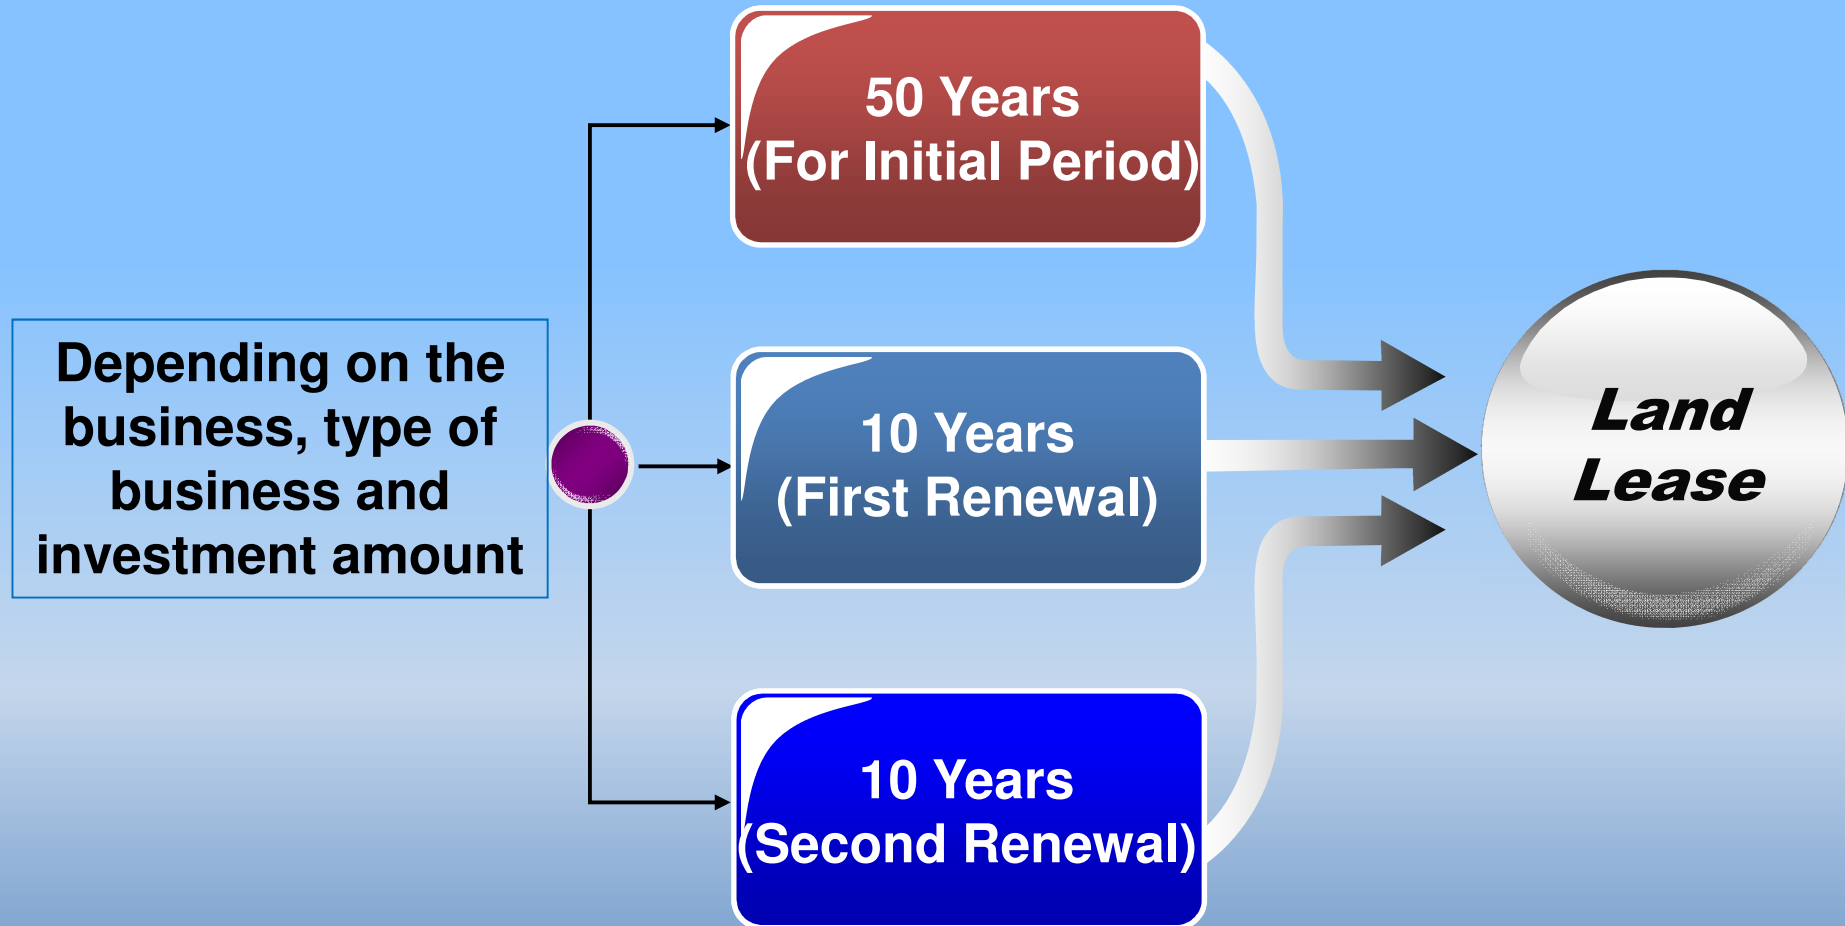 Depending on the
business, type of
business and
investment amount
50 Years
(For Initial Period)
10 Years
(First Renewal)
10 Years
(Second Renewal)
Land
Lease